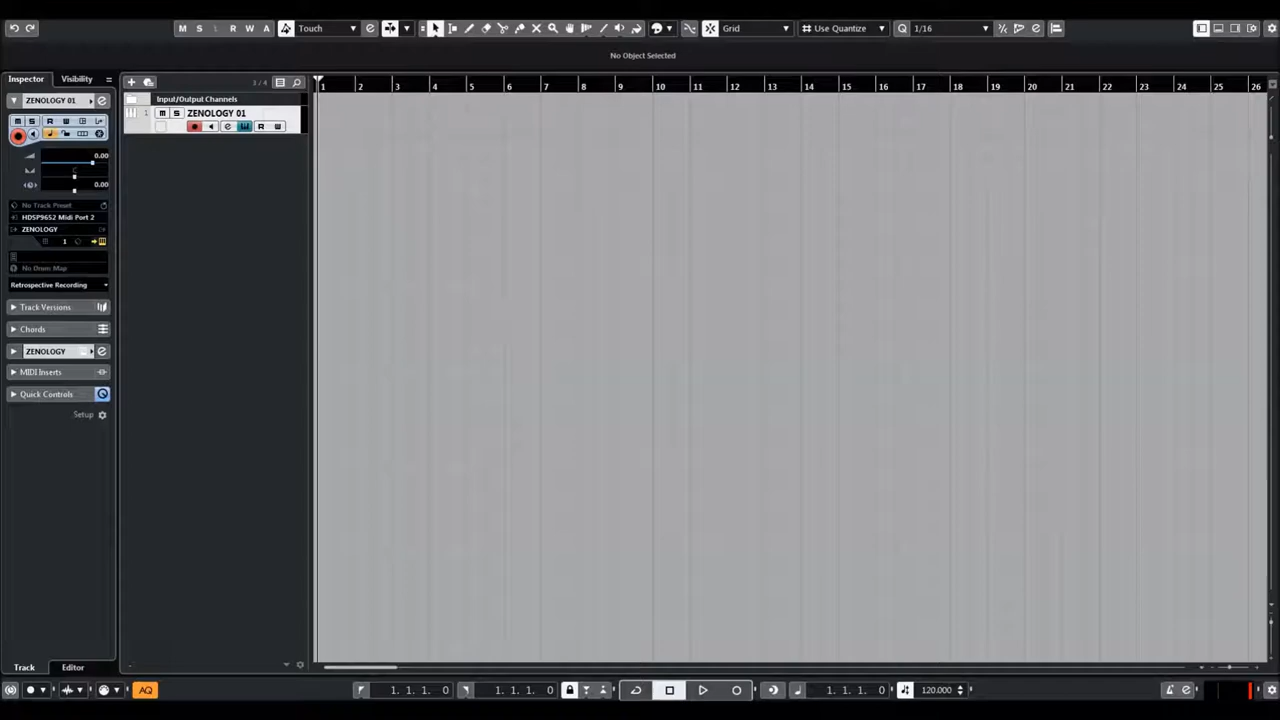 M S L R W A Touch Grid Use Quantize Q 1/16
No Object Selected
Inspector Visibility
3 / 4
1 2 3 4 5 6 7 8 9 10 11 12 13 14 15 16 17 18 19 20 21 22 23 24 25 26
Input/Output Channels
ZENOLOGY 01
1 M S ZENOLOGY 01
M S R W
e R W
0.00
C
0.00
No Track Preset
HDSP9652 Midi Port 2
ZENOLOGY
1
No Drum Map
Retrospective Recording
Track Versions
Chords
ZENOLOGY
MIDI Inserts
Quick Controls
Setup
Track Editor
AQ 1. 1. 1. 0 1. 1. 1. 0 1. 1. 1. 0 120.000